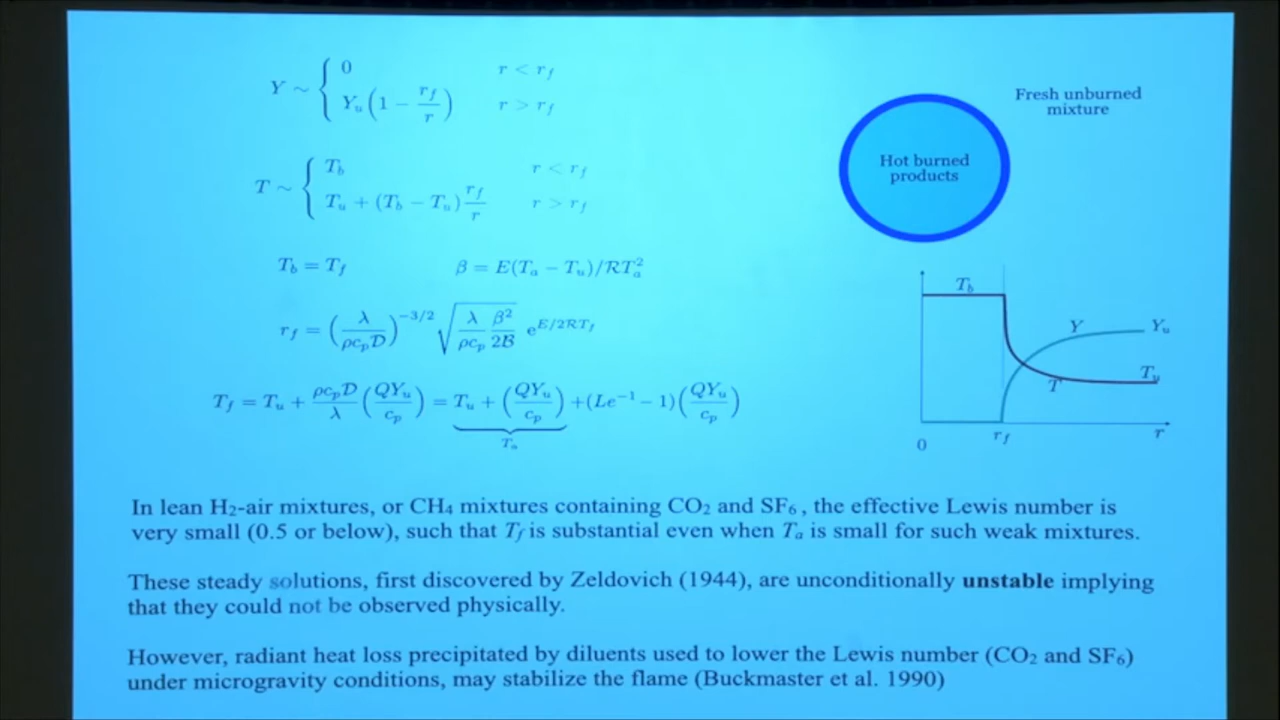 Y ~ { 0    r < r_f
Y_u (1 − r_f/r)    r > r_f
Fresh unburned
mixture
Hot burned
products
T ~ { T_b    r < r_f
T_u + (T_b − T_u) r_f/r    r > r_f
T_b = T_f    β = E(T_a − T_u)/RT_a^2
r_f = (λ/ρc_pD)^{−3/2} √(λ/ρc_p β^2/2B) e^{E/2RT_f}
T_f = T_u + ρc_pD/λ (QY_u/c_p) = T_u + (QY_u/c_p) + (Le^{−1} − 1)(QY_u/c_p)
T_a
T_b
Y
Y_u
T
T_u
0
r_f
r
In lean H2-air mixtures, or CH4 mixtures containing CO2 and SF6 , the effective Lewis number is
very small (0.5 or below), such that Tf is substantial even when Ta is small for such weak mixtures.
These steady solutions, first discovered by Zeldovich (1944), are unconditionally unstable implying
that they could not be observed physically.
However, radiant heat loss precipitated by diluents used to lower the Lewis number (CO2 and SF6)
under microgravity conditions, may stabilize the flame (Buckmaster et al. 1990)